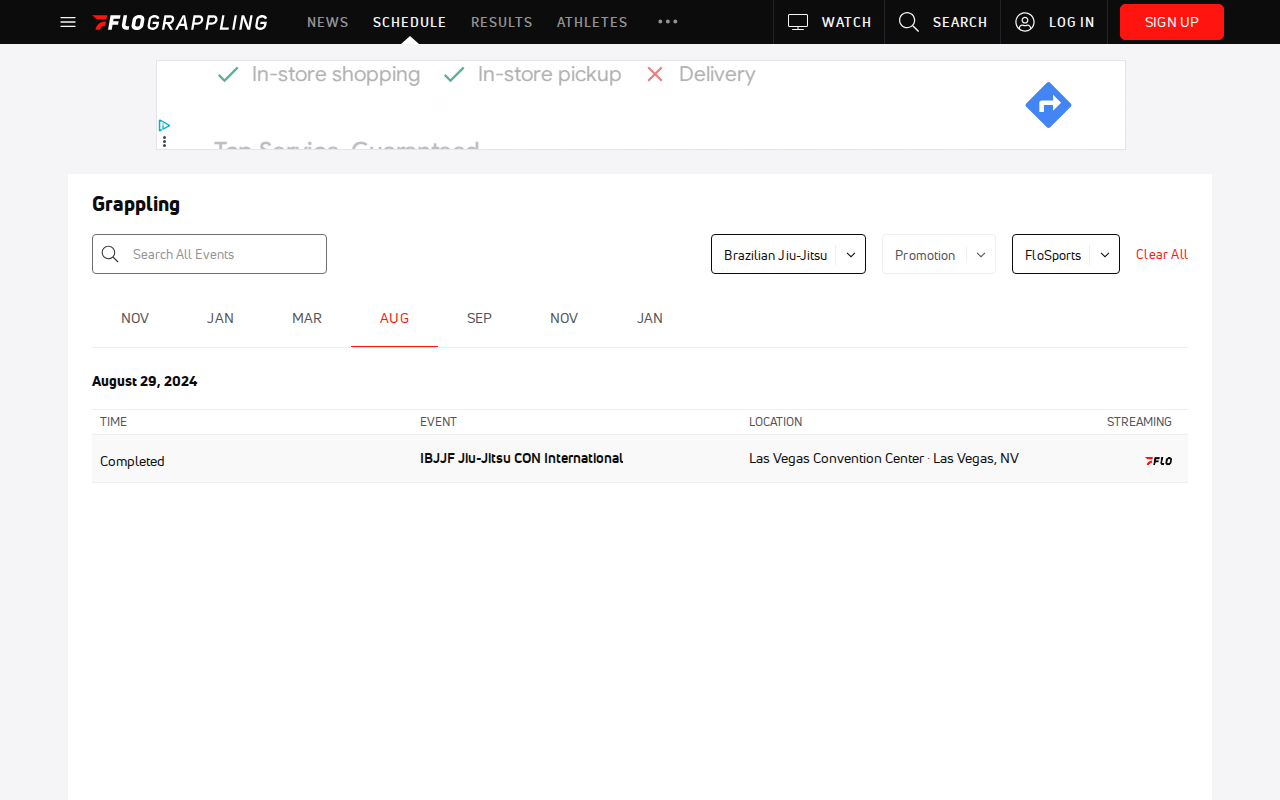 FLOGRAPPLING NEWS SCHEDULE RESULTS ATHLETES WATCH SEARCH LOG IN SIGN UP
In-store shopping In-store pickup Delivery
Top Service, Guaranteed
Grappling
Search All Events Brazilian Jiu-Jitsu Promotion FloSports Clear All
NOV JAN MAR AUG SEP NOV JAN
August 29, 2024
TIME EVENT LOCATION STREAMING
Completed IBJJF Jiu-Jitsu CON International Las Vegas Convention Center · Las Vegas, NV FLO